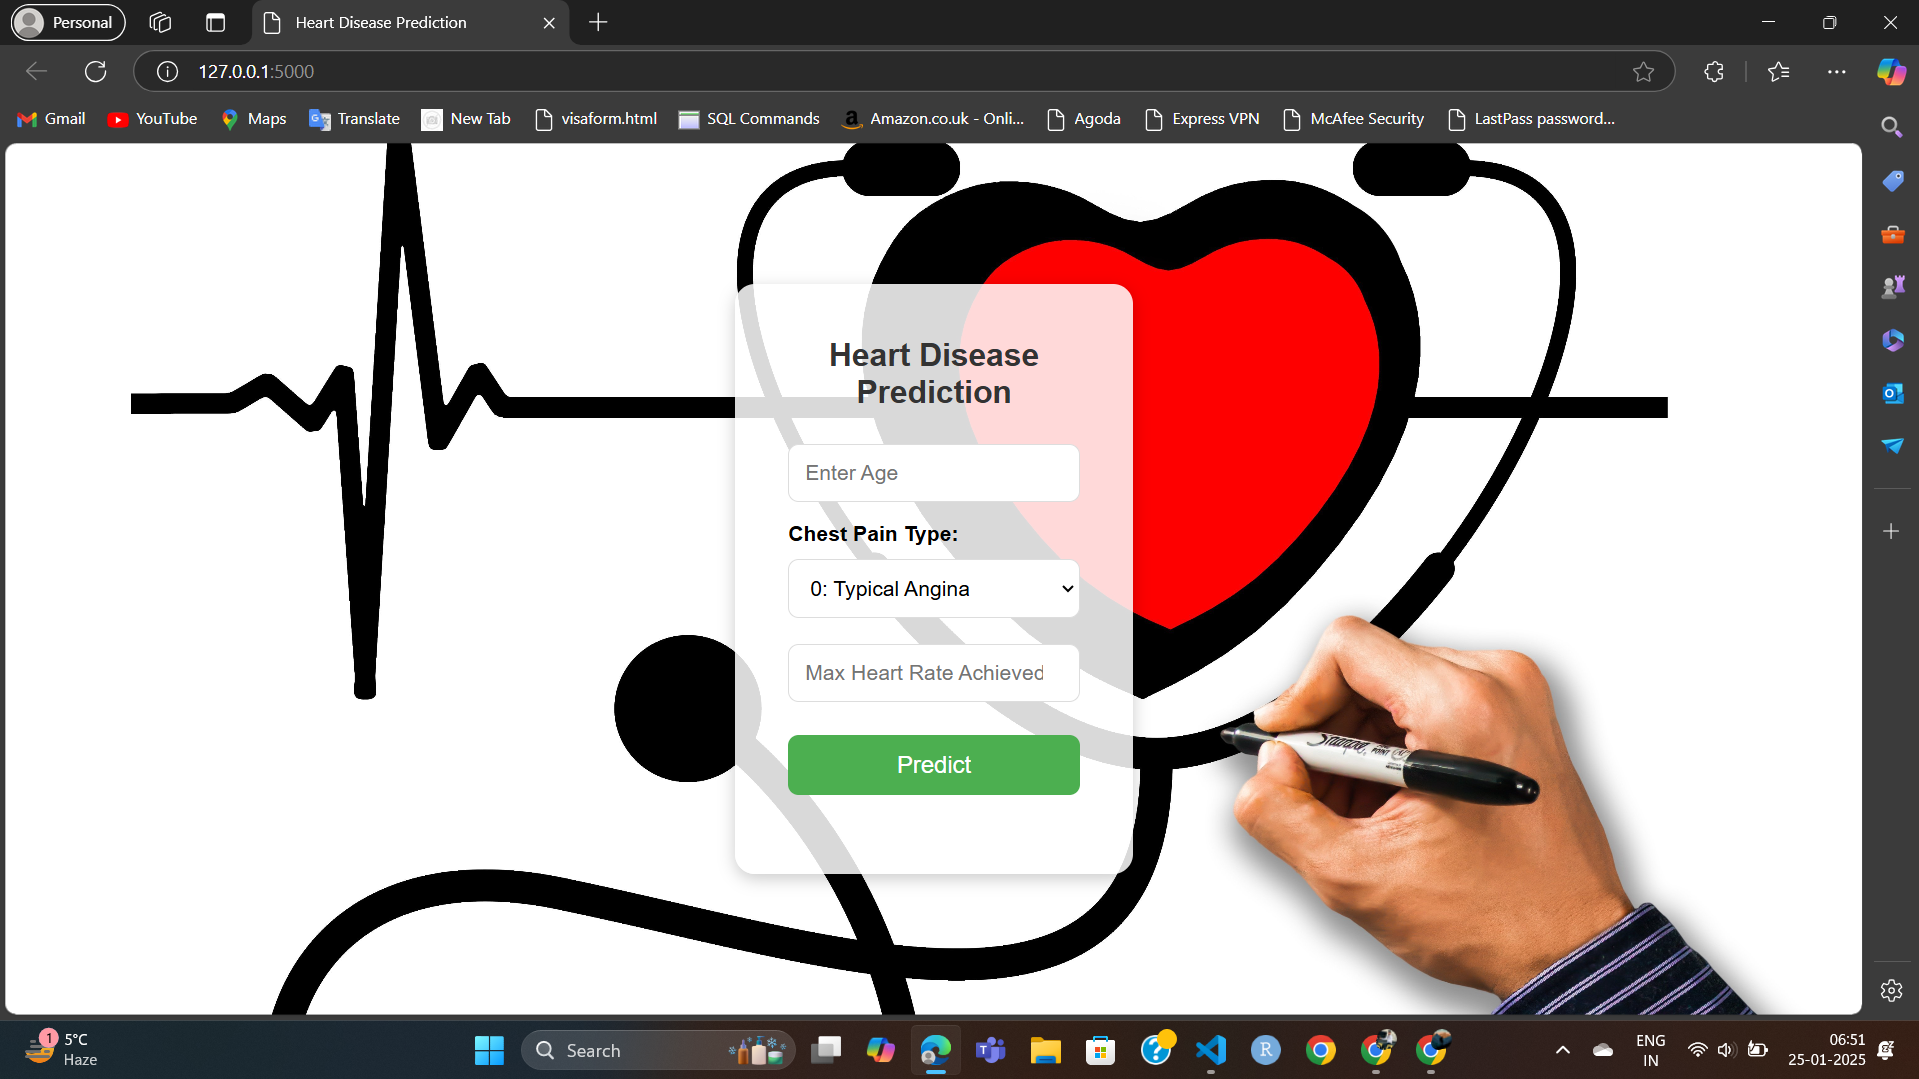 Personal
Heart Disease Prediction
127.0.0.1:5000
Gmail
YouTube
Maps
Translate
New Tab
visaform.html
SQL Commands
Amazon.co.uk - Onli...
Agoda
Express VPN
McAfee Security
LastPass password...
Heart Disease
Prediction
Enter Age
Chest Pain Type:
0: Typical Angina
Max Heart Rate Achieved
Predict
Sharpie
1
5°C
Haze
Search
ENG
IN
06:51
25-01-2025